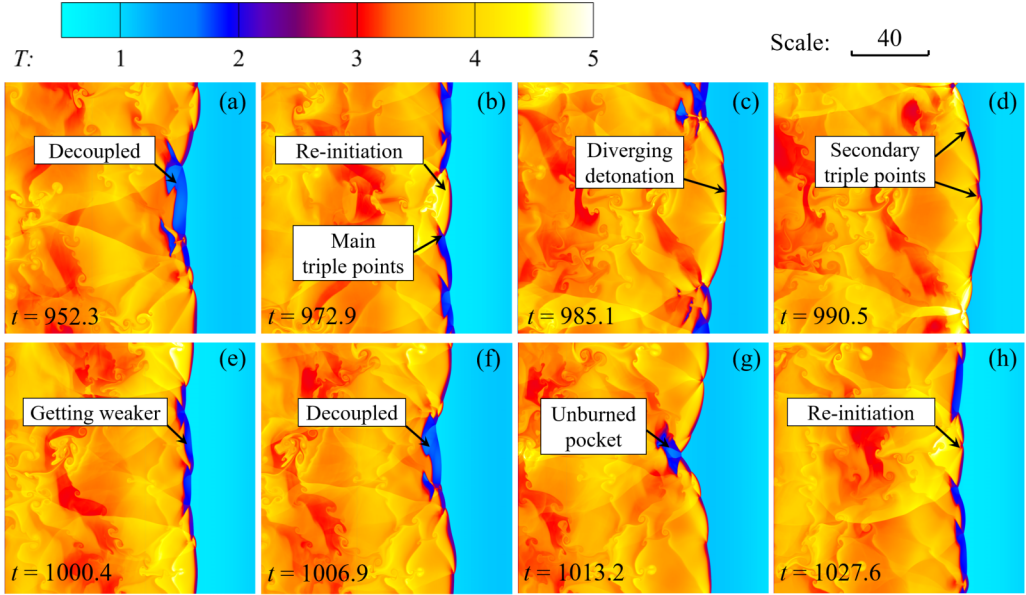 T: 1 2 3 4 5
Scale: 40
(a)
Decoupled
t = 952.3
(b)
Re-initiation
Main
triple points
t = 972.9
(c)
Diverging
detonation
t = 985.1
(d)
Secondary
triple points
t = 990.5
(e)
Getting weaker
t = 1000.4
(f)
Decoupled
t = 1006.9
(g)
Unburned
pocket
t = 1013.2
(h)
Re-initiation
t = 1027.6